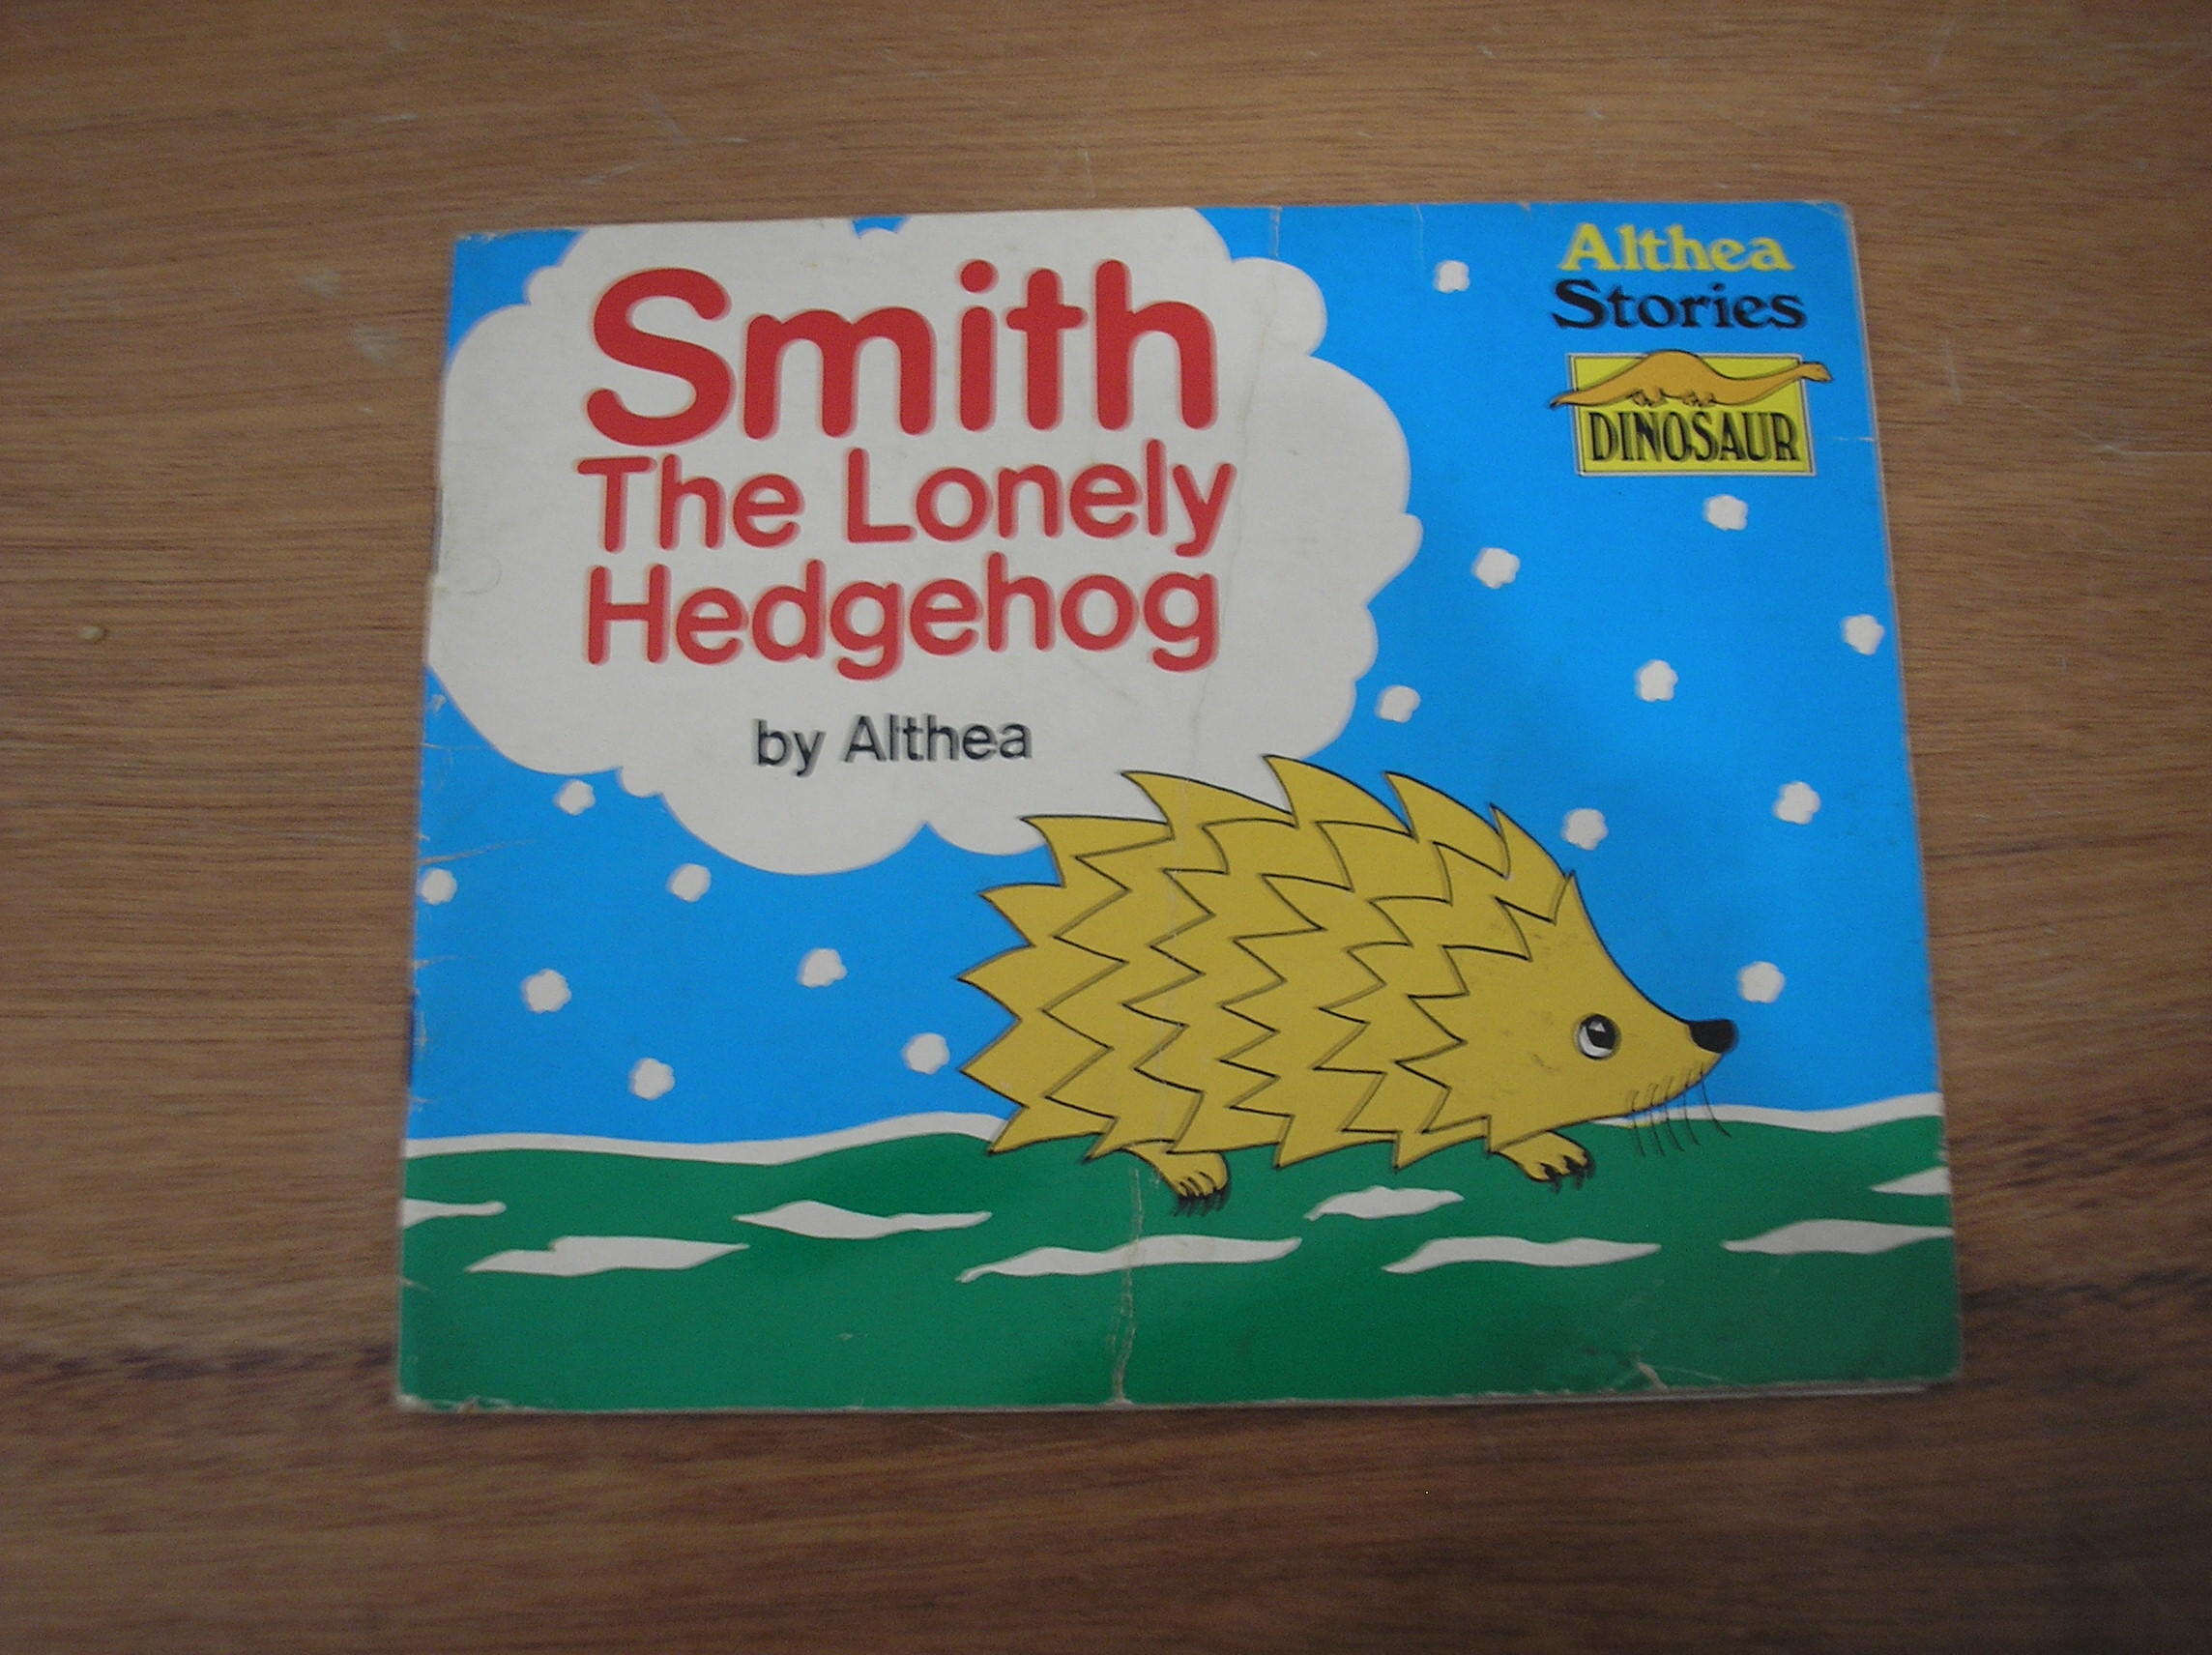 Smith
The Lonely
Hedgehog
by Althea
Althea
Stories
DINOSAUR